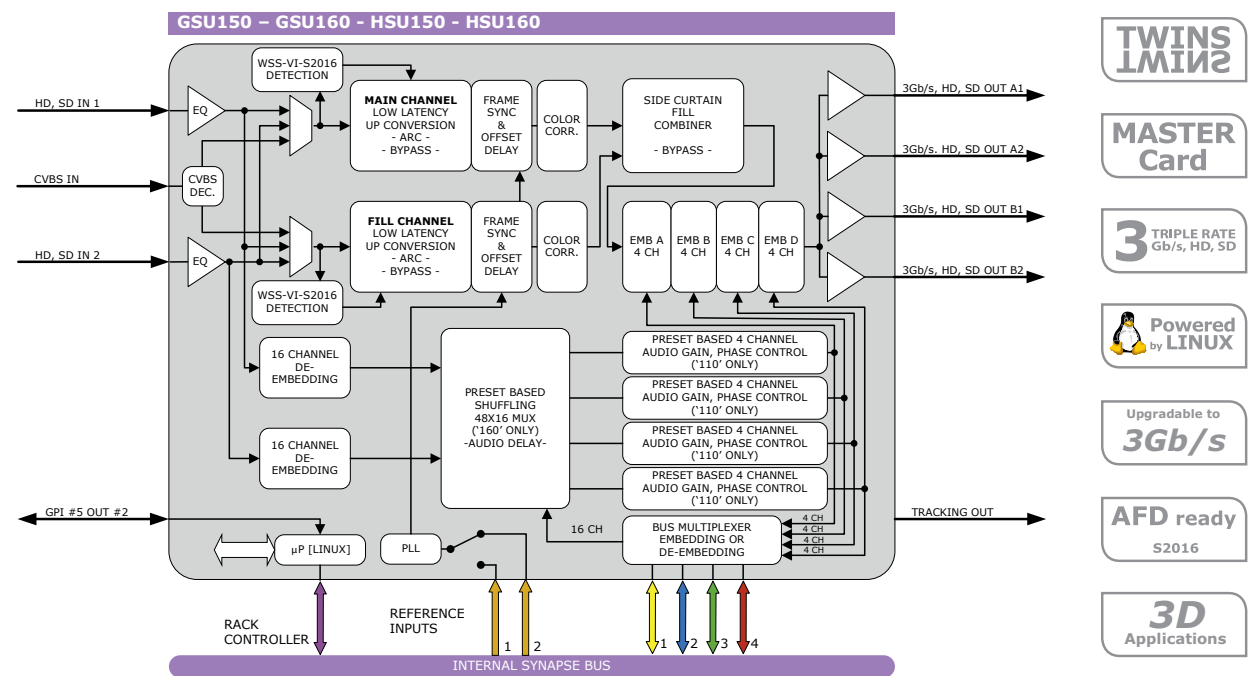 GSU150 – GSU160 - HSU150 - HSU160
HD, SD IN 1
CVBS IN
HD, SD IN 2
GPI #5 OUT #2
EQ
CVBS
DEC.
EQ
WSS-VI-S2016
DETECTION
MAIN CHANNEL
LOW LATENCY
UP CONVERSION
- ARC -
- BYPASS -
FRAME
SYNC
&
OFFSET
DELAY
COLOR
CORR.
SIDE CURTAIN
FILL
COMBINER
- BYPASS -
FILL CHANNEL
LOW LATENCY
UP CONVERSION
- ARC -
- BYPASS -
FRAME
SYNC
&
OFFSET
DELAY
COLOR
CORR.
EMB A
4 CH
EMB B
4 CH
EMB C
4 CH
EMB D
4 CH
WSS-VI-S2016
DETECTION
3Gb/s, HD, SD OUT A1
3Gb/s. HD, SD OUT A2
3Gb/s, HD, SD OUT B1
3Gb/s, HD, SD OUT B2
16 CHANNEL
DE-
EMBEDDING
16 CHANNEL
DE-
EMBEDDING
PRESET BASED
SHUFFLING
48X16 MUX
(‘160’ ONLY)
-AUDIO DELAY-
PRESET BASED 4 CHANNEL
AUDIO GAIN, PHASE CONTROL
(‘110’ ONLY)
PRESET BASED 4 CHANNEL
AUDIO GAIN, PHASE CONTROL
(‘110’ ONLY)
PRESET BASED 4 CHANNEL
AUDIO GAIN, PHASE CONTROL
(‘110’ ONLY)
PRESET BASED 4 CHANNEL
AUDIO GAIN, PHASE CONTROL
(‘110’ ONLY)
TRACKING OUT
µP [LINUX]
PLL
16 CH
BUS MULTIPLEXER
EMBEDDING OR
DE-EMBEDDING
4 CH
4 CH
4 CH
4 CH
RACK
CONTROLLER
REFERENCE
INPUTS
1
2
1
2
3
4
INTERNAL SYNAPSE BUS
TWINS
TWINS
MASTER
Card
3 TRIPLE RATE
Gb/s, HD, SD
Powered
by LINUX
Upgradable to
3Gb/s
AFD ready
S2016
3D
Applications